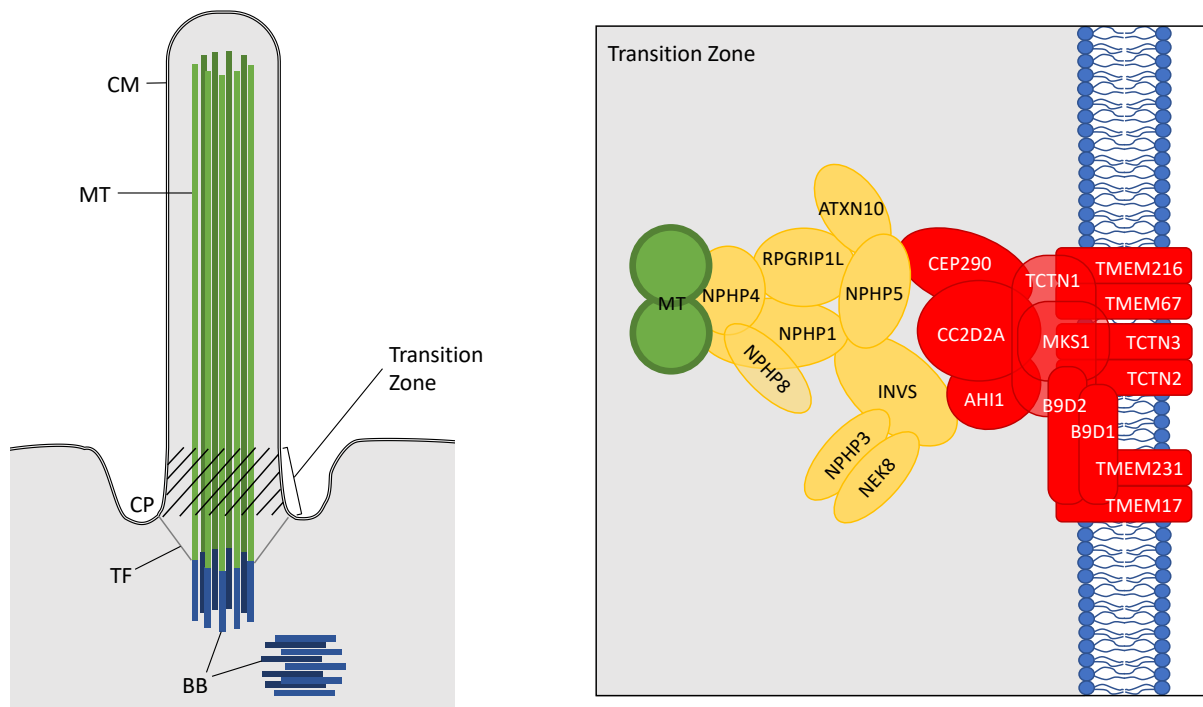 CM
MT
Transition
Zone
CP
TF
BB
Transition Zone
ATXN10
RPGRIP1L
CEP290
TCTN1
TMEM216
MT
NPHP4
NPHP5
TMEM67
NPHP1
CC2D2A
MKS1
TCTN3
NPHP8
TCTN2
INVS
AHI1
B9D2
B9D1
NPHP3
NEK8
TMEM231
TMEM17